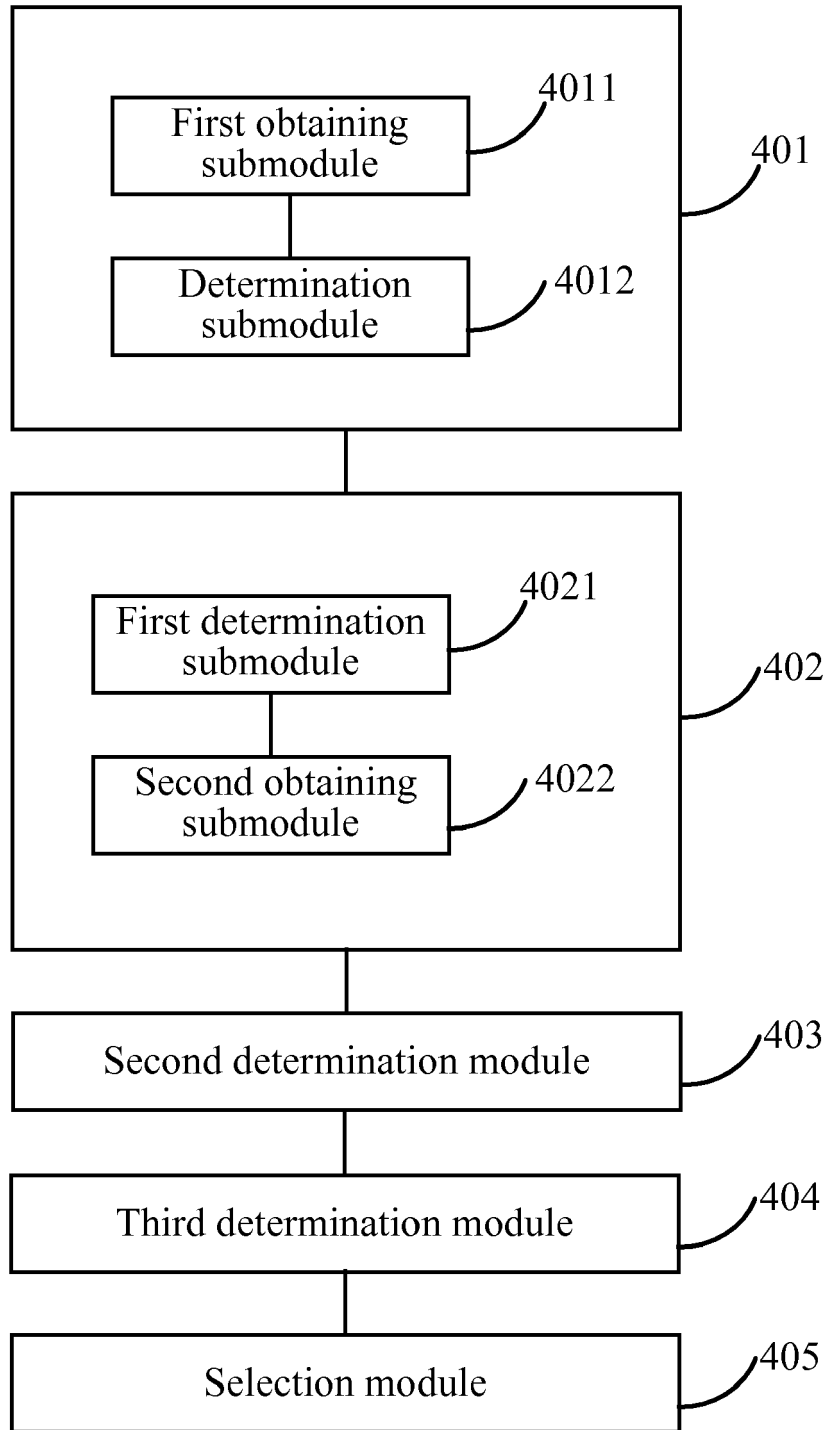 4011
First obtaining
submodule
401
Determination
submodule
4012
4021
First determination
submodule
402
Second obtaining
submodule
4022
403
Second determination module
404
Third determination module
405
Selection module